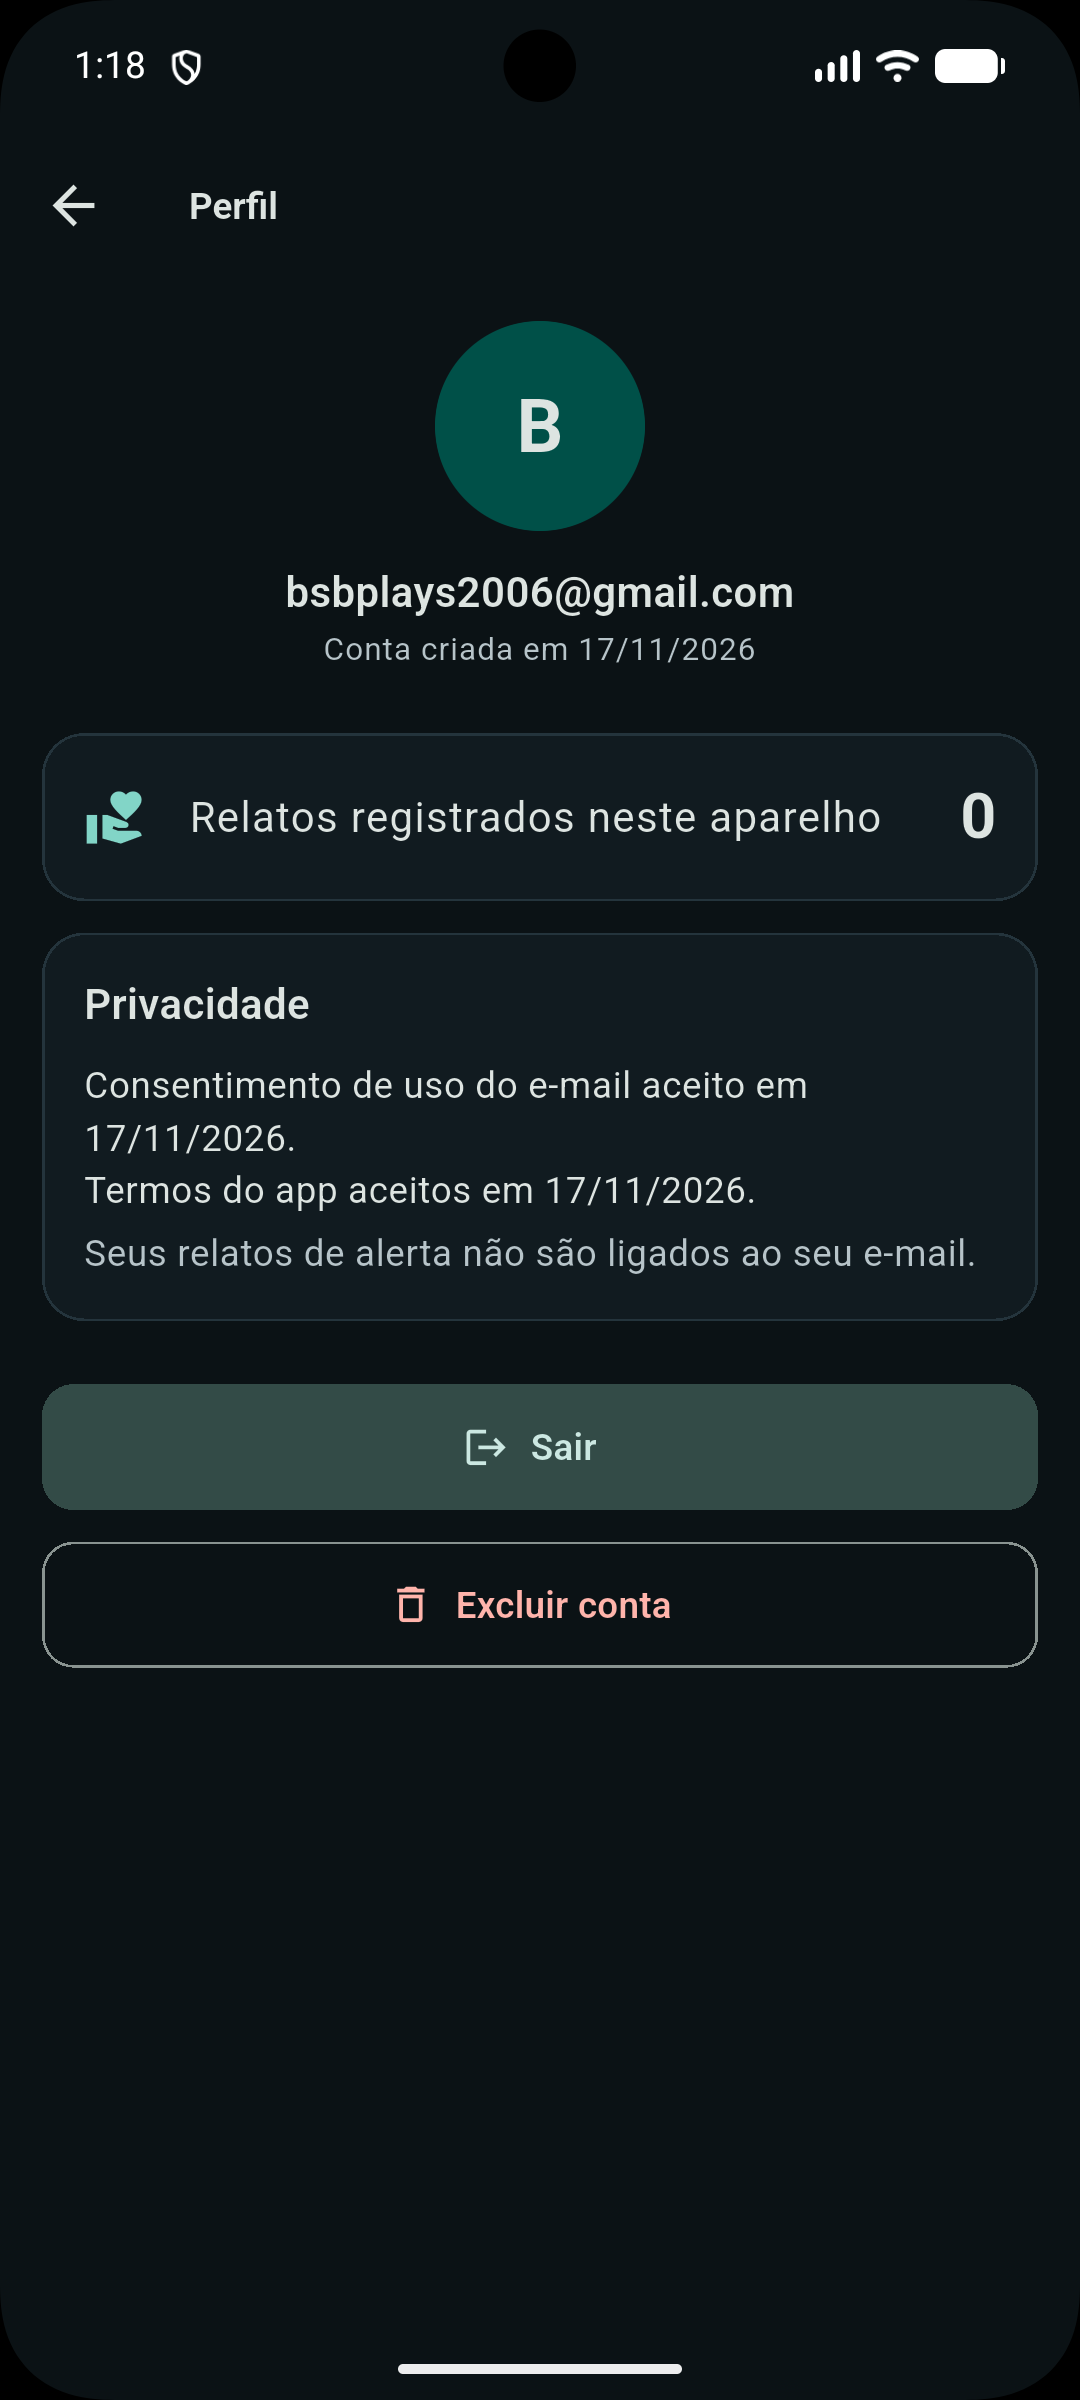 1:18
Perfil
B
bsbplays2006@gmail.com
Conta criada em 17/11/2026
Relatos registrados neste aparelho 0
Privacidade
Consentimento de uso do e-mail aceito em
17/11/2026.
Termos do app aceitos em 17/11/2026.
Seus relatos de alerta não são ligados ao seu e-mail.
Sair
Excluir conta